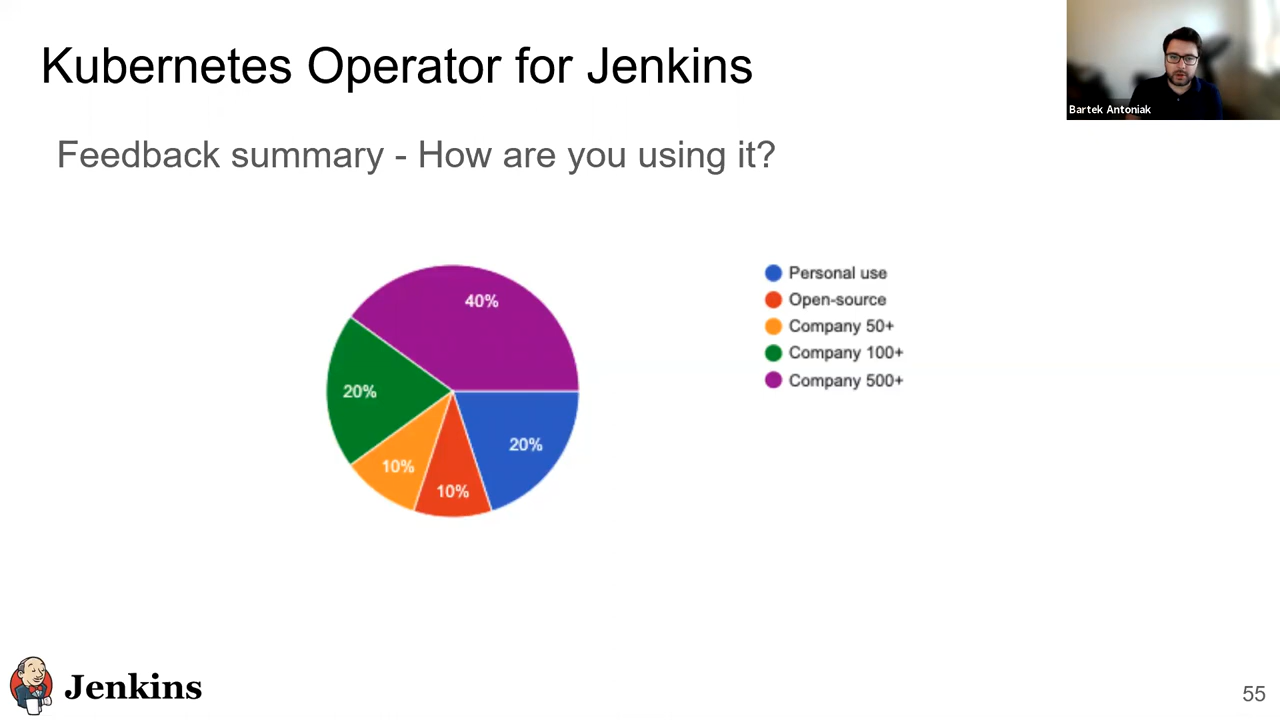 Kubernetes Operator for Jenkins
Bartek Antoniak
Feedback summary - How are you using it?
40%
20%
10%
10%
20%
Personal use
Open-source
Company 50+
Company 100+
Company 500+
Jenkins
55